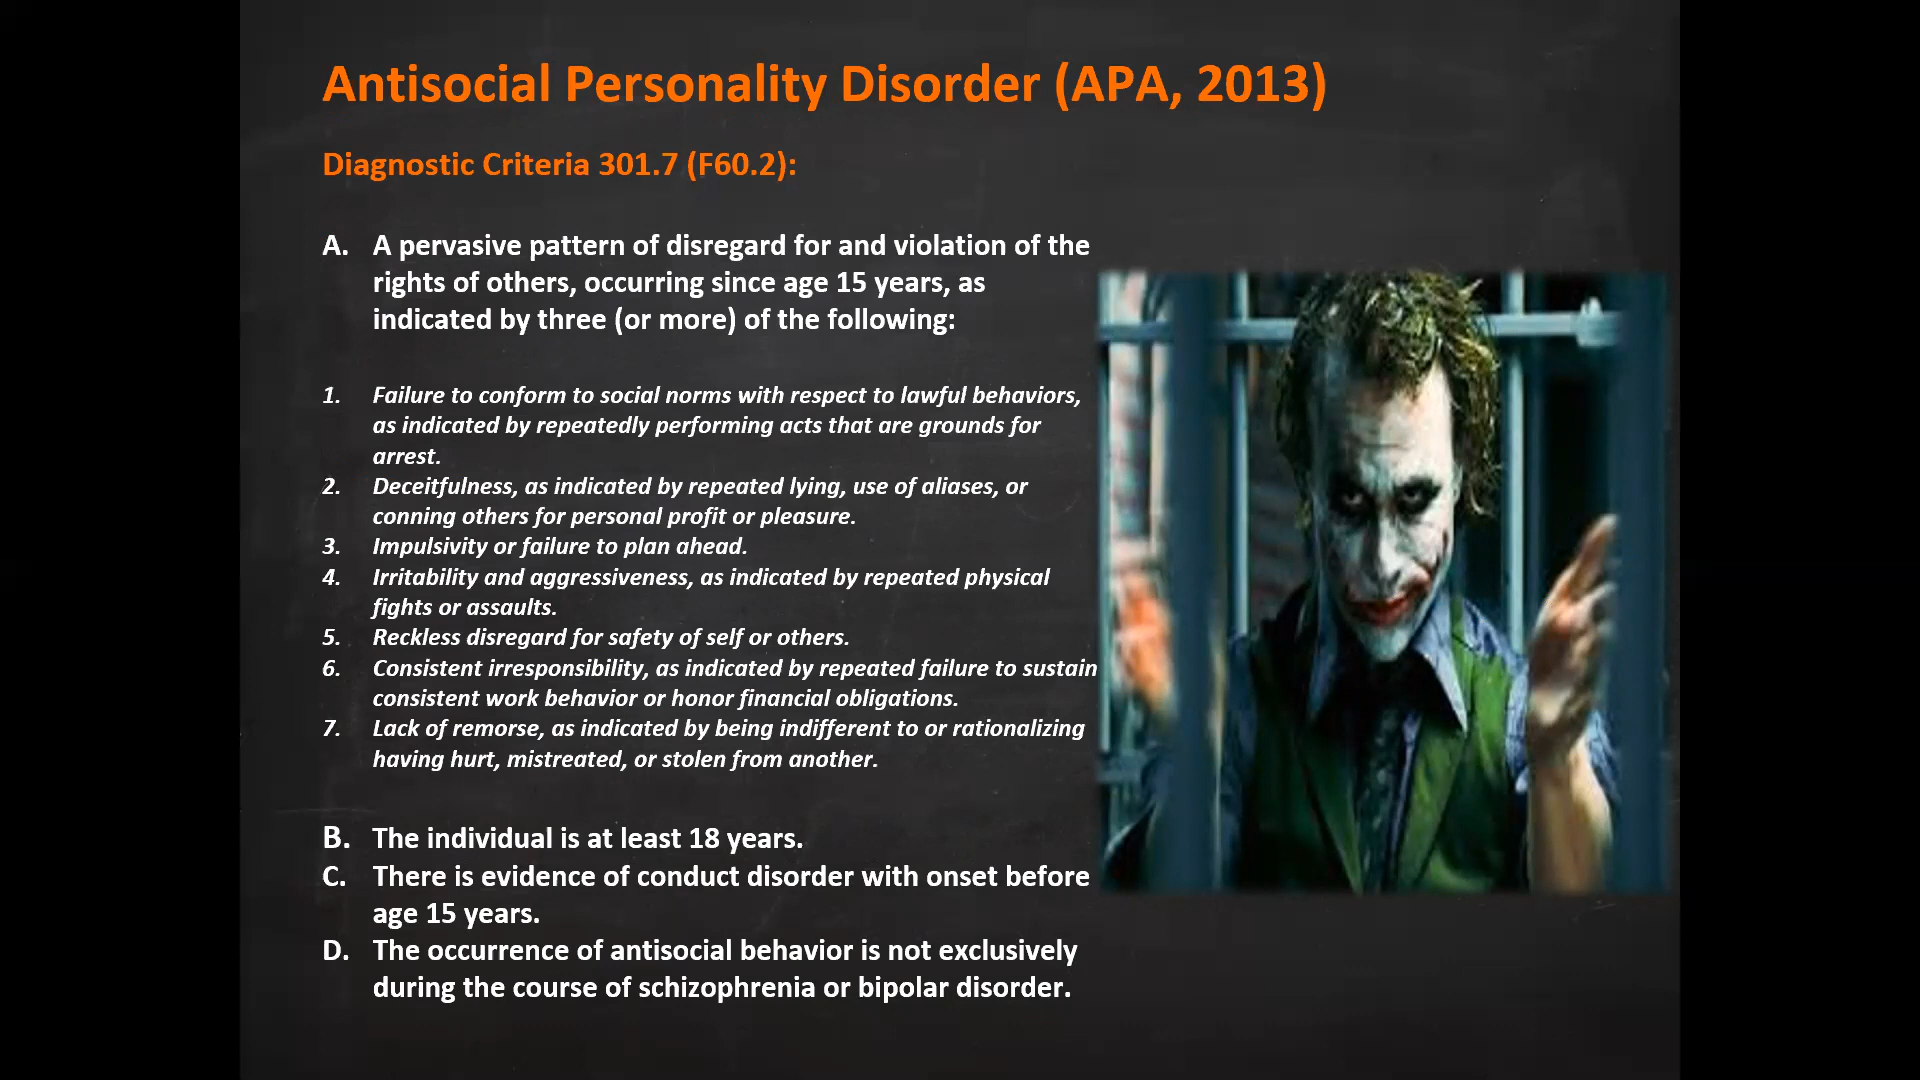 Antisocial Personality Disorder (APA, 2013)
Diagnostic Criteria 301.7 (F60.2):
A. A pervasive pattern of disregard for and violation of the
rights of others, occurring since age 15 years, as
indicated by three (or more) of the following:
1. Failure to conform to social norms with respect to lawful behaviors,
as indicated by repeatedly performing acts that are grounds for
arrest.
2. Deceitfulness, as indicated by repeated lying, use of aliases, or
conning others for personal profit or pleasure.
3. Impulsivity or failure to plan ahead.
4. Irritability and aggressiveness, as indicated by repeated physical
fights or assaults.
5. Reckless disregard for safety of self or others.
6. Consistent irresponsibility, as indicated by repeated failure to sustain
consistent work behavior or honor financial obligations.
7. Lack of remorse, as indicated by being indifferent to or rationalizing
having hurt, mistreated, or stolen from another.
B. The individual is at least 18 years.
C. There is evidence of conduct disorder with onset before
age 15 years.
D. The occurrence of antisocial behavior is not exclusively
during the course of schizophrenia or bipolar disorder.